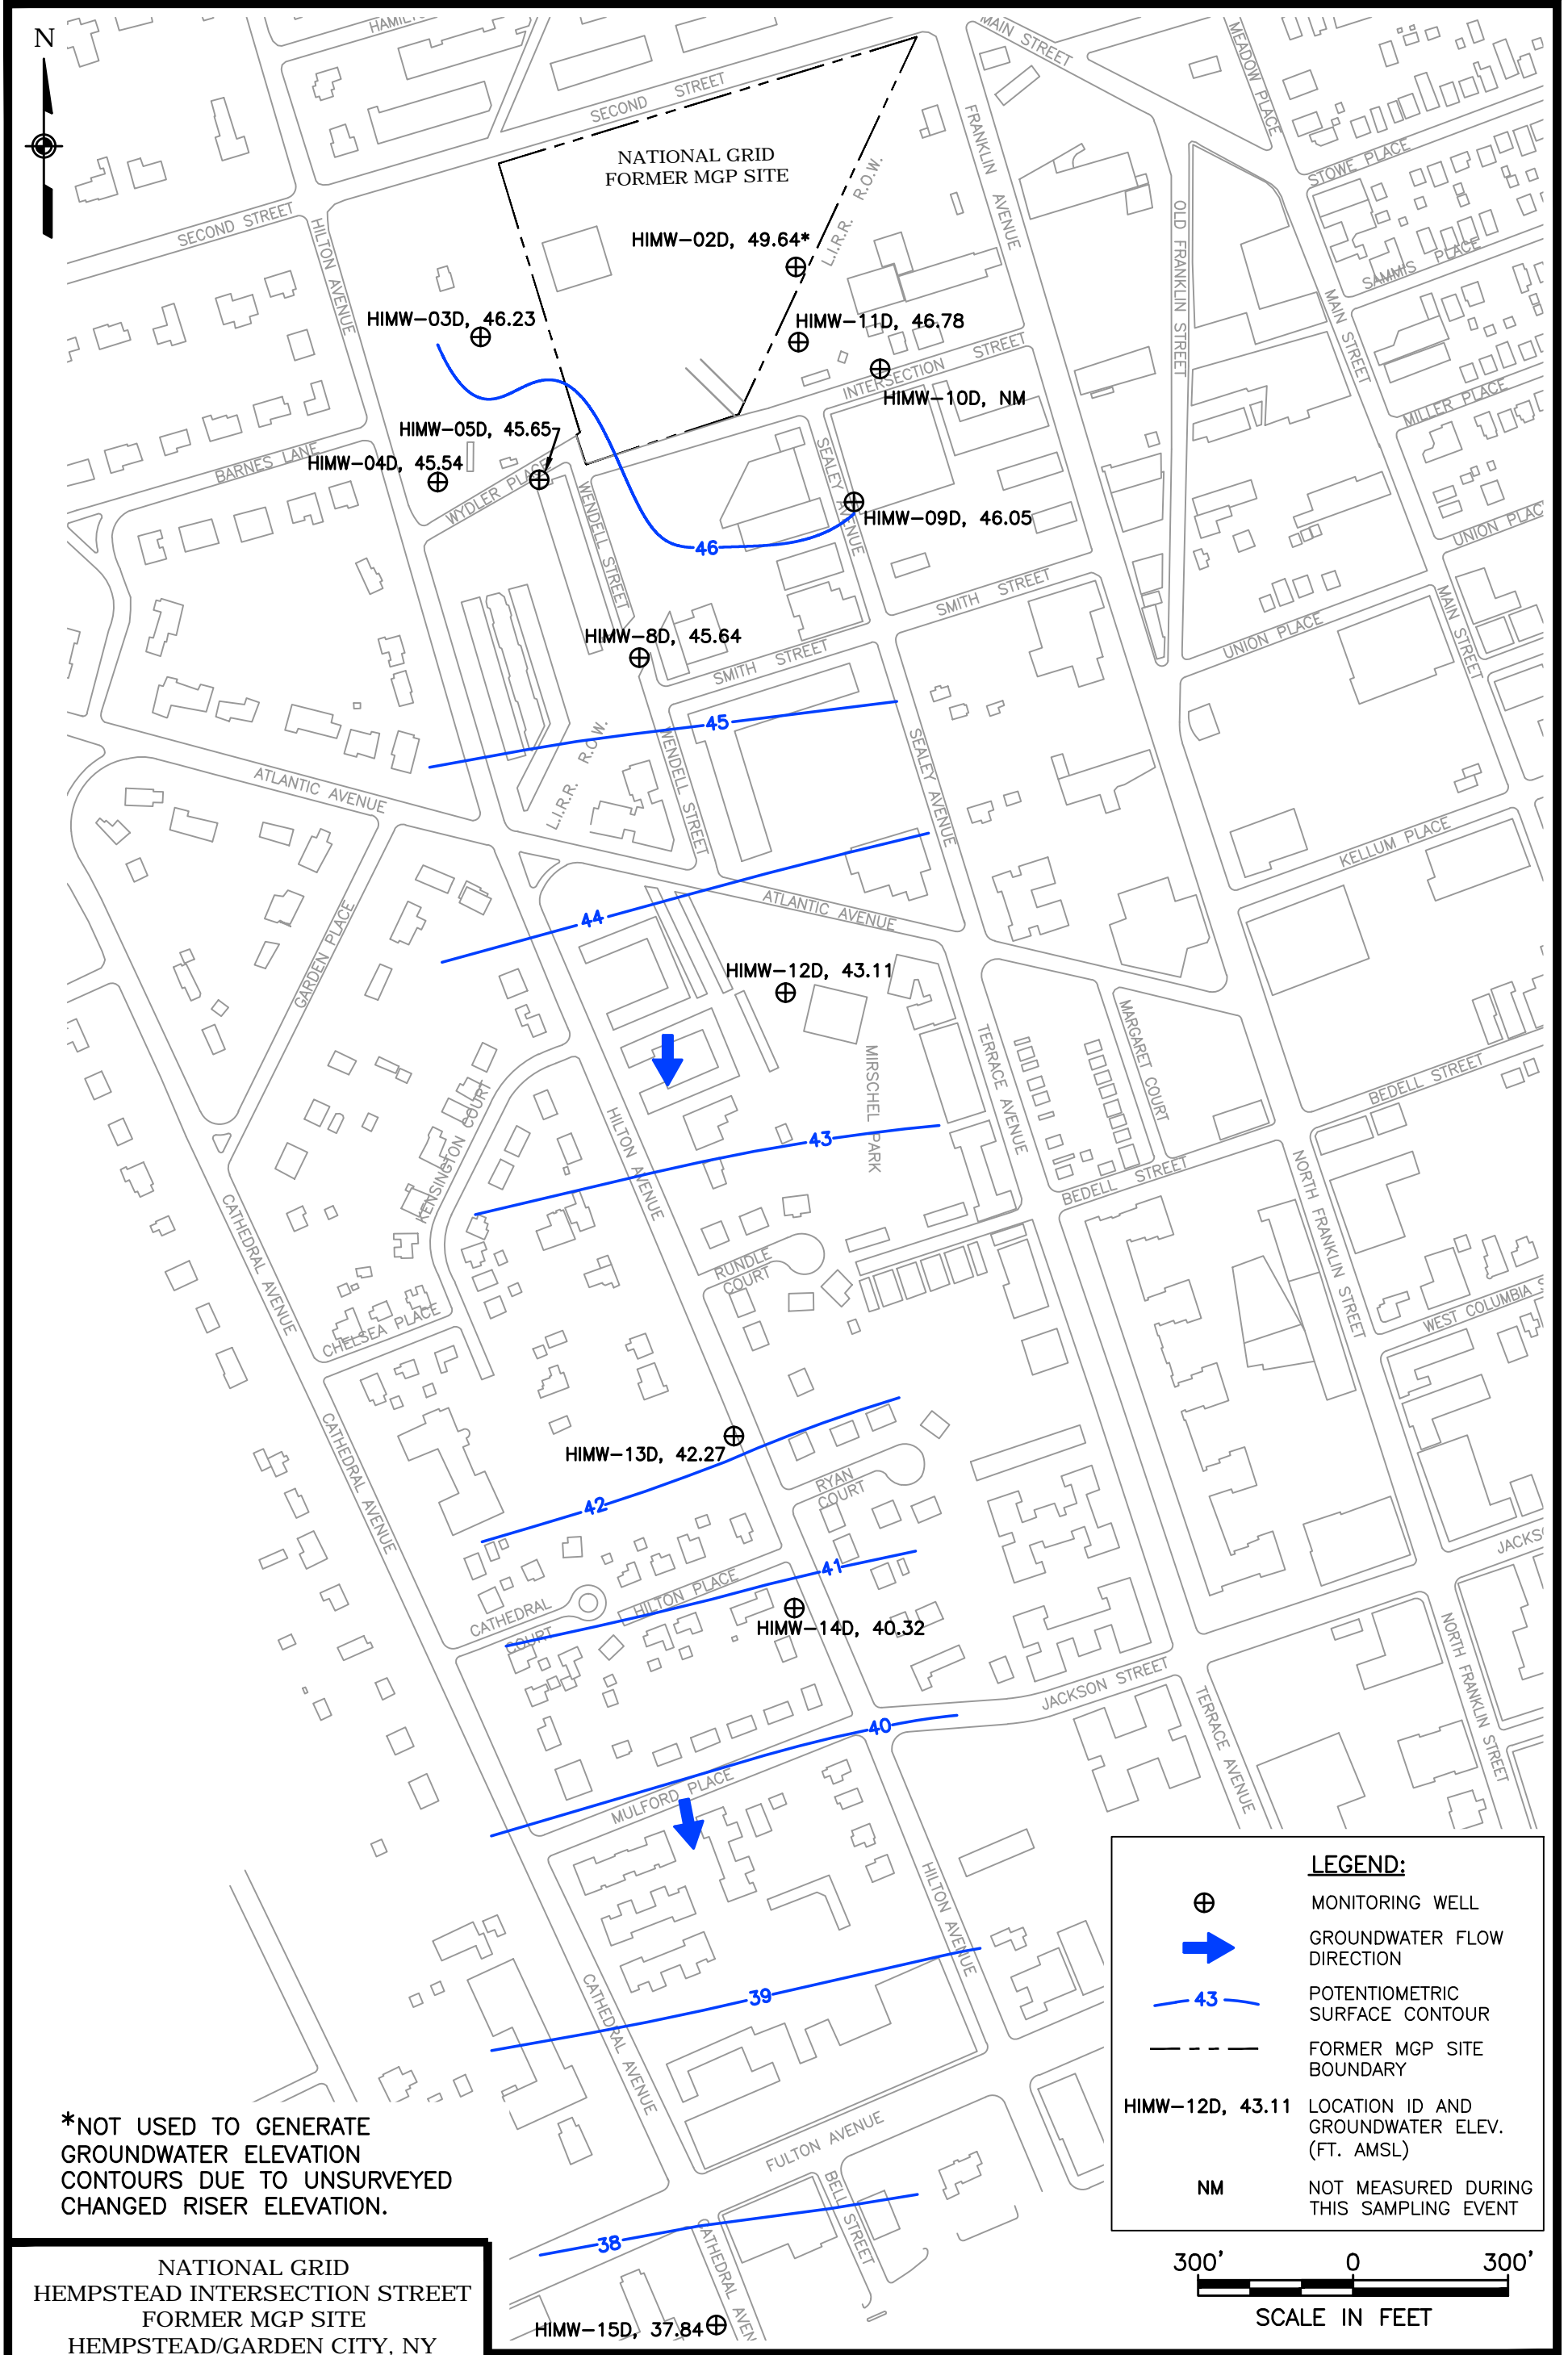 N
HAMIL
MAIN STREET
MEADOW PLACE
SECOND STREET
NATIONAL GRID
FORMER MGP SITE
FRANKLIN AVENUE
STOWE PLACE
L.I.R.R. R.O.W.
OLD FRANKLIN STREET
SECOND STREET
HILTON AVENUE
HIMW-02D, 49.64*
SAMMIS PLACE
MAIN STREET
HIMW-03D, 46.23
HIMW-11D, 46.78
INTERSECTION STREET
HIMW-10D, NM
MILLER PLACE
HIMW-05D, 45.65
HIMW-04D, 45.54
BARNES LANE
WYDLER PLACE
WENDELL STREET
SEALEY AVENUE
HIMW-09D, 46.05
46
UNION PLAC
SMITH STREET
MAIN STREET
UNION PLACE
HIMW-8D, 45.64
SMITH STREET
45
WENDELL STREET
SEALEY AVENUE
L.I.R.R. R.O.W.
ATLANTIC AVENUE
KELLUM PLACE
44
ATLANTIC AVENUE
GARDEN PLACE
HIMW-12D, 43.11
MARGARET COURT
TERRACE AVENUE
MIRSCHEL PARK
BEDELL STREET
KENSINGTON COURT
HILTON AVENUE
43
BEDELL STREET
NORTH FRANKLIN STREET
CATHEDRAL AVENUE
RUNDLE
COURT
CHELSEA PLACE
WEST COLUMBIA S
CATHEDRAL AVENUE
HIMW-13D, 42.27
RYAN
COURT
42
JACKS
41
HILTON PLACE
CATHEDRAL
COURT
HIMW-14D, 40.32
NORTH FRANKLIN STREET
JACKSON STREET
TERRACE AVENUE
40
MULFORD PLACE
HILTON AVENUE
39
CATHEDRAL AVENUE
FULTON AVENUE
BELL STREET
38
CATHEDRAL AVEN
HIMW-15D, 37.84
LEGEND:
MONITORING WELL
GROUNDWATER FLOW
DIRECTION
43
POTENTIOMETRIC
SURFACE CONTOUR
FORMER MGP SITE
BOUNDARY
HIMW-12D, 43.11
LOCATION ID AND
GROUNDWATER ELEV.
(FT. AMSL)
NM
NOT MEASURED DURING
THIS SAMPLING EVENT
300' 0 300'
SCALE IN FEET
*NOT USED TO GENERATE
GROUNDWATER ELEVATION
CONTOURS DUE TO UNSURVEYED
CHANGED RISER ELEVATION.
NATIONAL GRID
HEMPSTEAD INTERSECTION STREET
FORMER MGP SITE
HEMPSTEAD/GARDEN CITY, NY